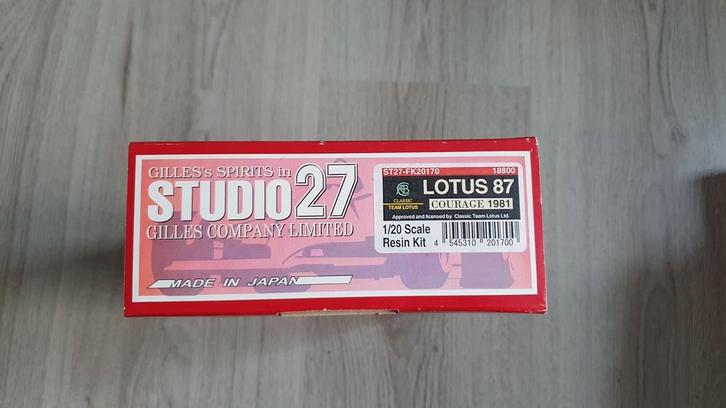 GILLES's SPIRITS in
STUDIO27
GILLES COMPANY LIMITED
MADE IN JAPAN
ST27-FK20170 18800
CLASSIC
TEAM LOTUS
LOTUS 87
COURAGE 1981
Approved and licensed by Classic Team Lotus Ltd.
1/20 Scale
Resin Kit
4 545310 201700